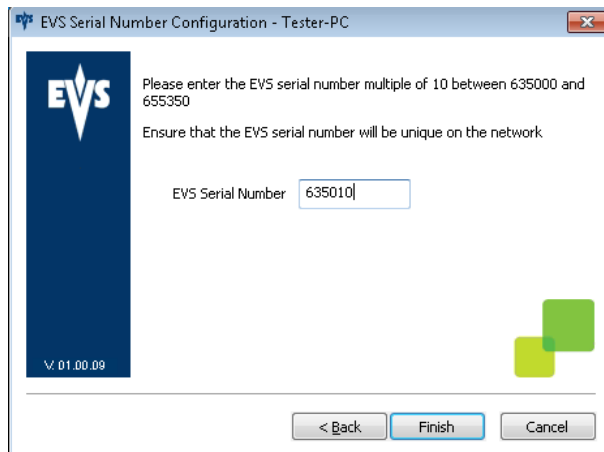 EVS Serial Number Configuration - Tester-PC
EVS
Please enter the EVS serial number multiple of 10 between 635000 and
655350
Ensure that the EVS serial number will be unique on the network
EVS Serial Number 635010
V. 01.00.09
< Back Finish Cancel